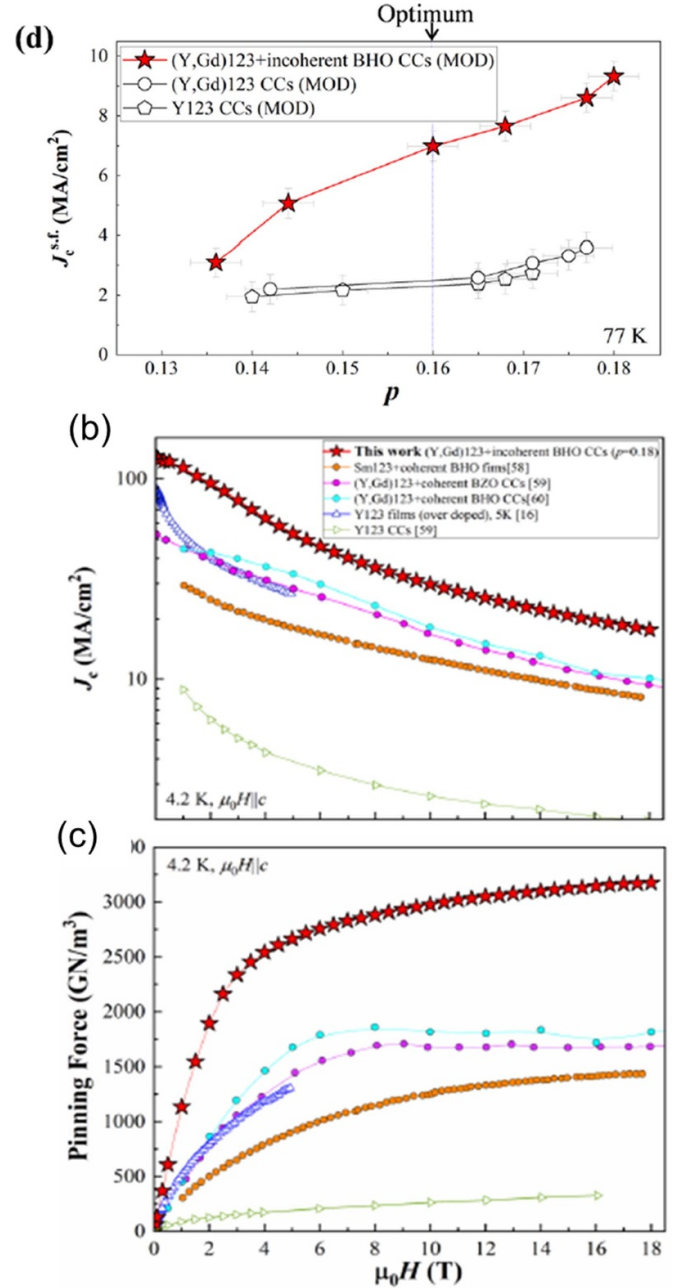 Optimum
(d)
10
8
6
4
2
0
Jc s.f. (MA/cm²)
(Y,Gd)123+incoherent BHO CCs (MOD)
(Y,Gd)123 CCs (MOD)
Y123 CCs (MOD)
77 K
0.13 0.14 0.15 0.16 0.17 0.18
p
(b)
100
10
Jc (MA/cm²)
This work (Y,Gd)123+incoherent BHO CCs (p=0.18)
Sm123+coherent BHO fims[58]
(Y,Gd)123+coherent BZO CCs [59]
(Y,Gd)123+coherent BHO CCs[60]
Y123 films (over doped), 5K [16]
Y123 CCs [59]
4.2 K, μ0H||c
(c)
4.2 K, μ0H||c
3000
2500
2000
1500
1000
500
0
Pinning Force (GN/m³)
0 2 4 6 8 10 12 14 16 18
μ0H (T)